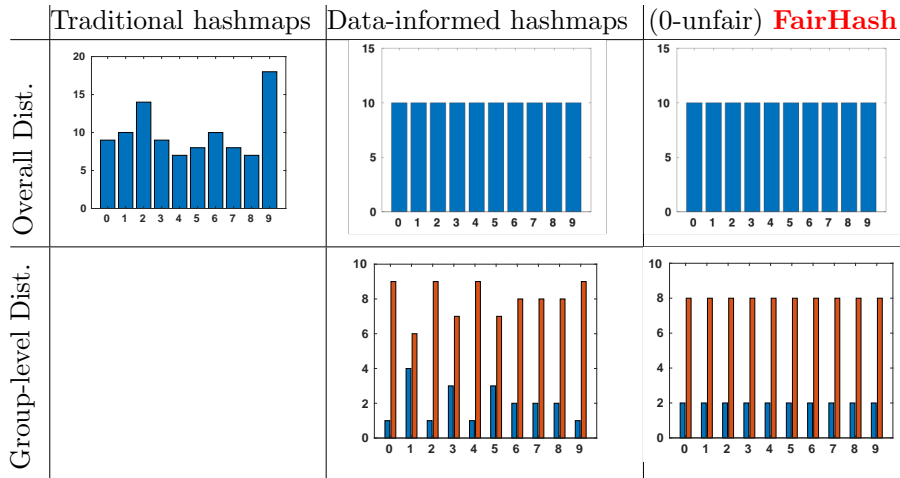 Traditional hashmaps
Data-informed hashmaps
(0-unfair) FairHash
Overall Dist.
20
15
10
5
0
0 1 2 3 4 5 6 7 8 9
15
10
5
0
0 1 2 3 4 5 6 7 8 9
15
10
5
0
0 1 2 3 4 5 6 7 8 9
Group-level Dist.
10
8
6
4
2
0
0 1 2 3 4 5 6 7 8 9
10
8
6
4
2
0
0 1 2 3 4 5 6 7 8 9